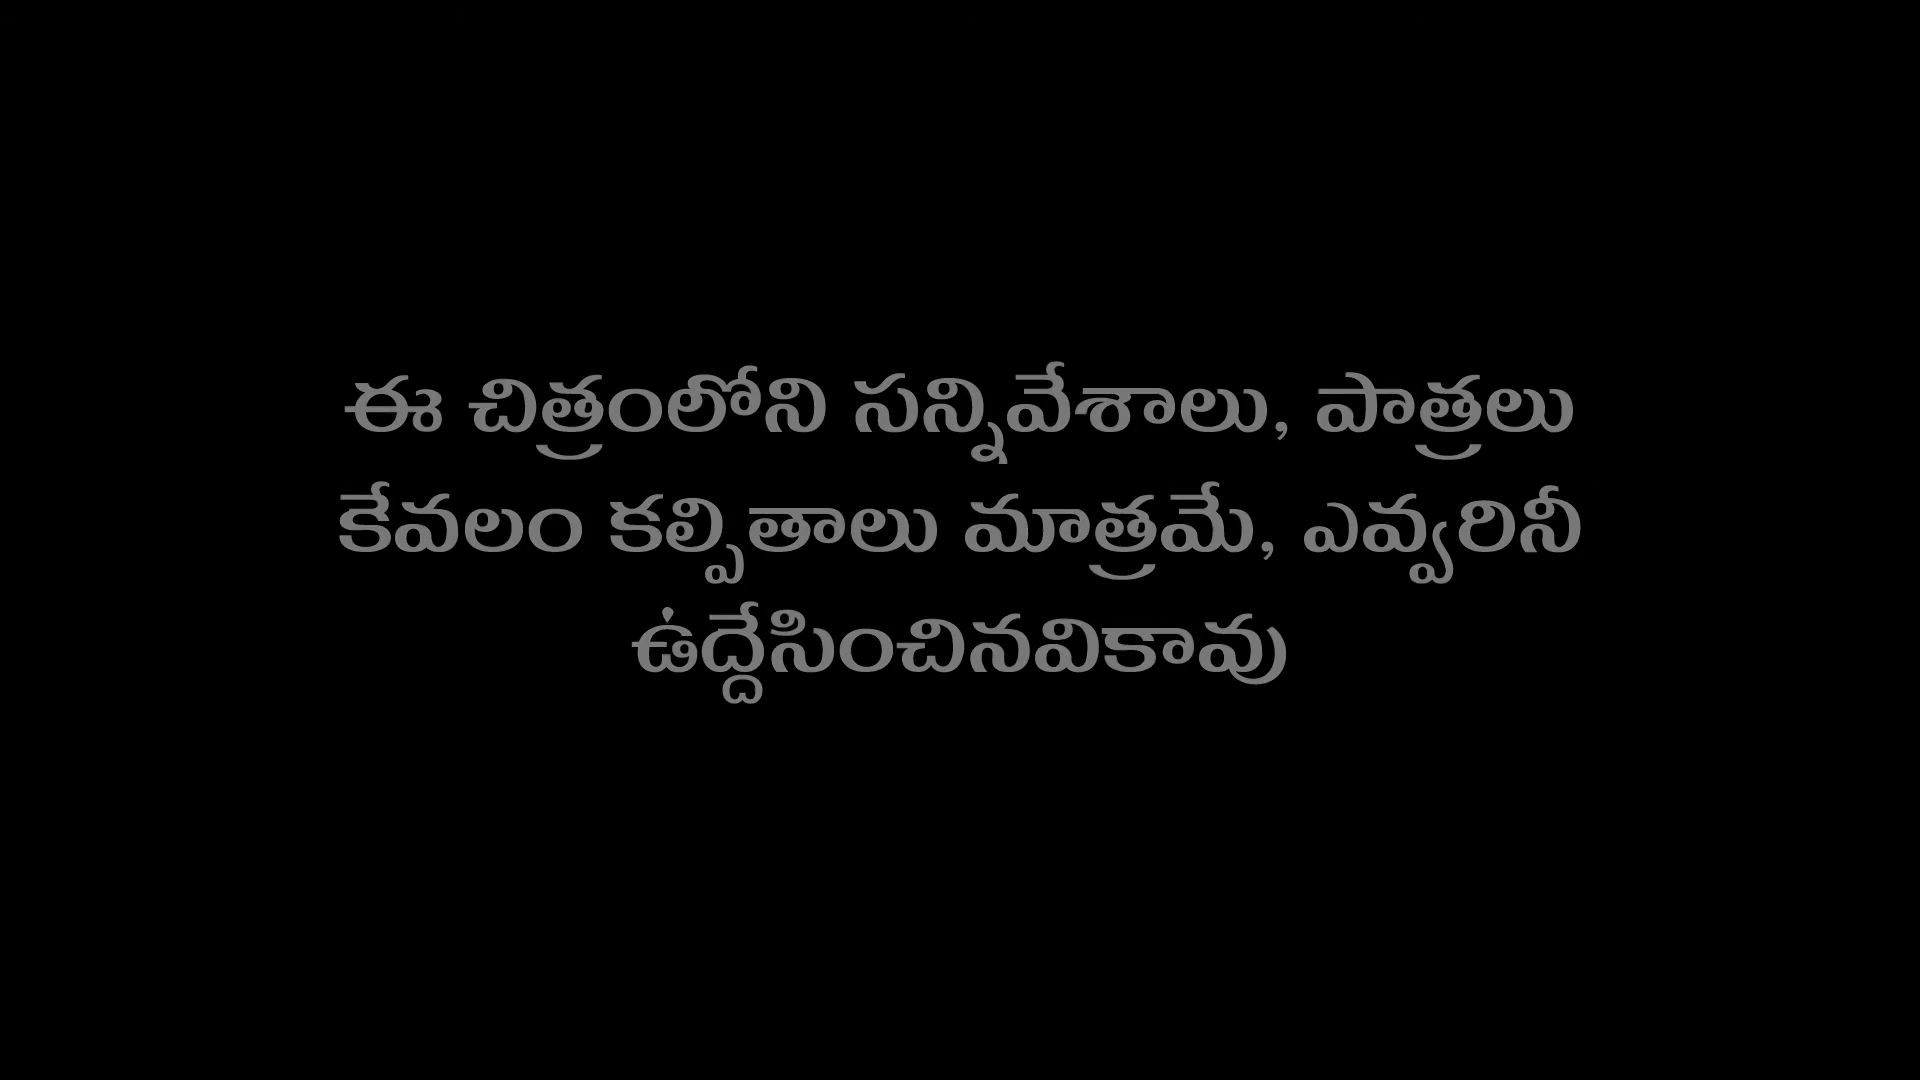 ఈ చిత్రంలోని సన్నివేశాలు, పాత్రలు
కేవలం కల్పితాలు మాత్రమే, ఎవ్వరినీ
ఉద్దేసించినవికావు